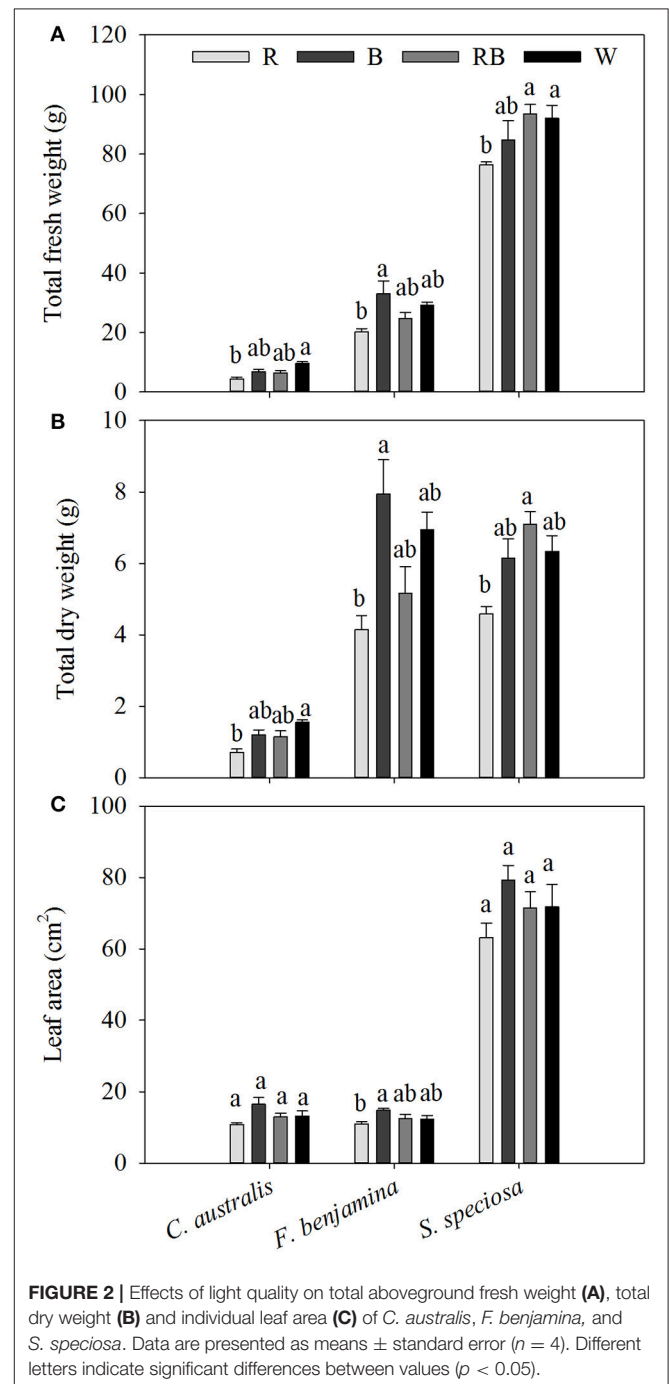 A
Total fresh weight (g)
120
100
80
60
40
20
0
R B RB W
b ab ab a
b a ab ab
b ab a a
B
Total dry weight (g)
10
8
6
4
2
0
b ab ab a
b a ab ab
b ab a ab
C
Leaf area (cm²)
100
80
60
40
20
0
a a a a
b a ab ab
a a a a
C. australis
F. benjamina
S. speciosa
FIGURE 2 | Effects of light quality on total aboveground fresh weight (A), total
dry weight (B) and individual leaf area (C) of C. australis, F. benjamina, and
S. speciosa. Data are presented as means ± standard error (n = 4). Different
letters indicate significant differences between values (p < 0.05).